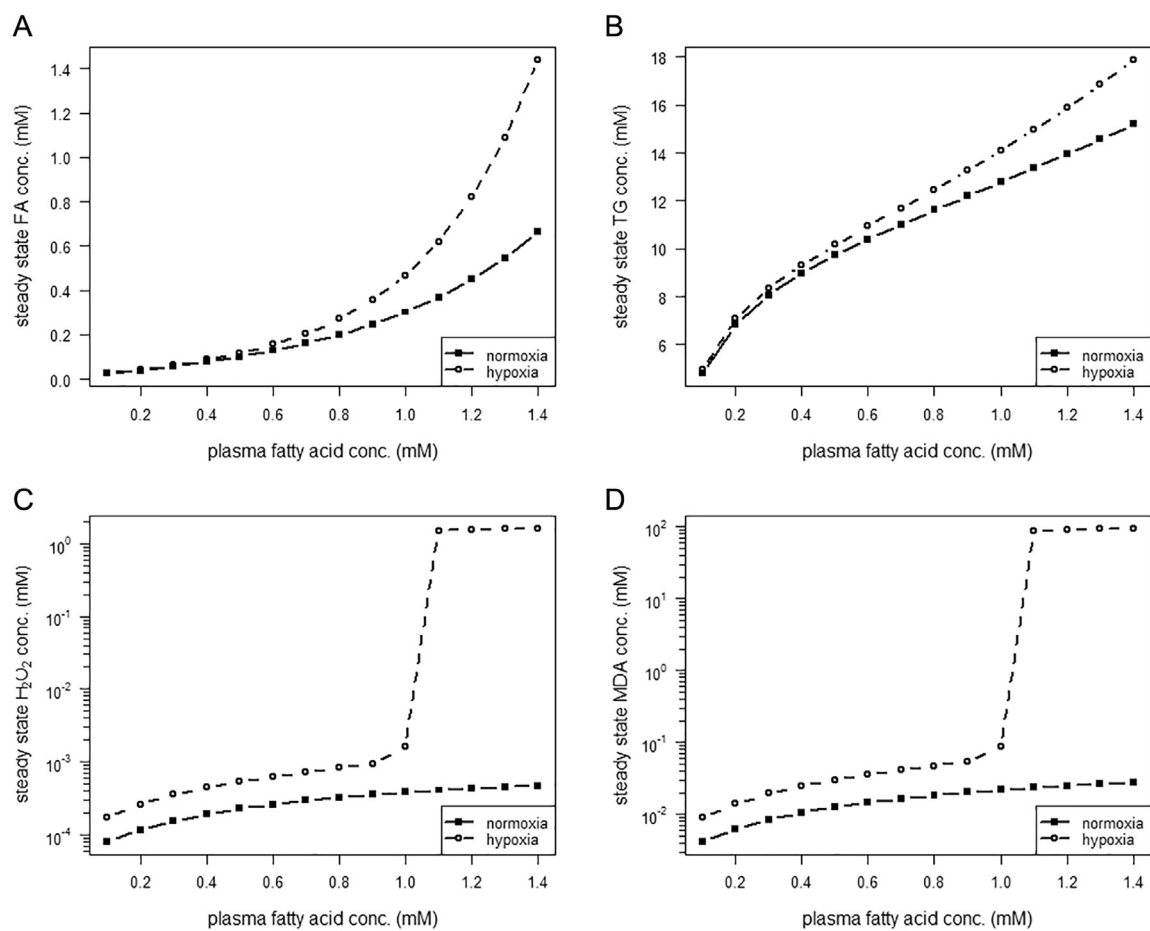 A
steady state FA conc. (mM)
1.4
1.2
1.0
0.8
0.6
0.4
0.2
0.0
normoxia
hypoxia
0.2 0.4 0.6 0.8 1.0 1.2 1.4
plasma fatty acid conc. (mM)
B
steady state TG conc. (mM)
18
16
14
12
10
8
6
normoxia
hypoxia
0.2 0.4 0.6 0.8 1.0 1.2 1.4
plasma fatty acid conc. (mM)
C
steady state H₂O₂ conc. (mM)
10⁰
10⁻¹
10⁻²
10⁻³
10⁻⁴
normoxia
hypoxia
0.2 0.4 0.6 0.8 1.0 1.2 1.4
plasma fatty acid conc. (mM)
D
steady state MDA conc. (mM)
10²
10¹
10⁰
10⁻¹
10⁻²
normoxia
hypoxia
0.2 0.4 0.6 0.8 1.0 1.2 1.4
plasma fatty acid conc. (mM)